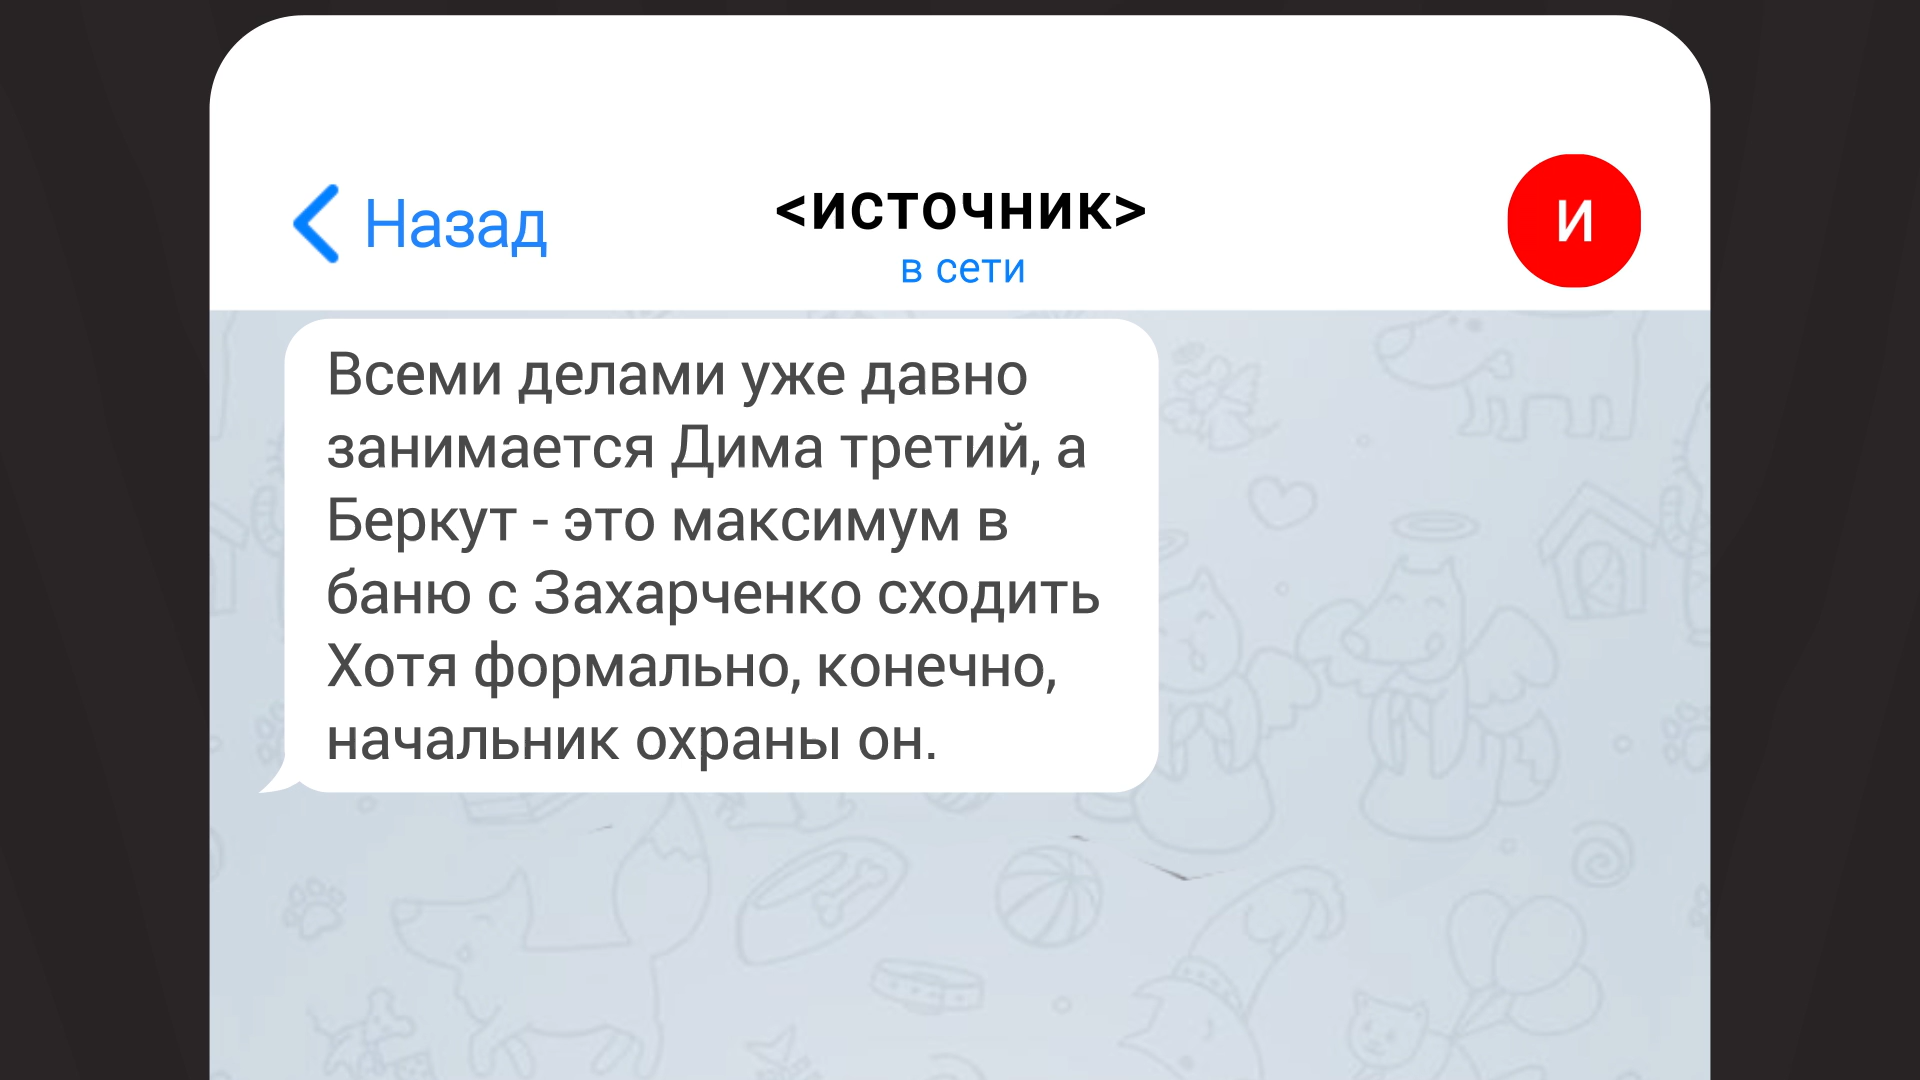 Назад
<источник>
в сети
И
Всеми делами уже давно
занимается Дима третий, а
Беркут - это максимум в
баню с Захарченко сходить
Хотя формально, конечно,
начальник охраны он.